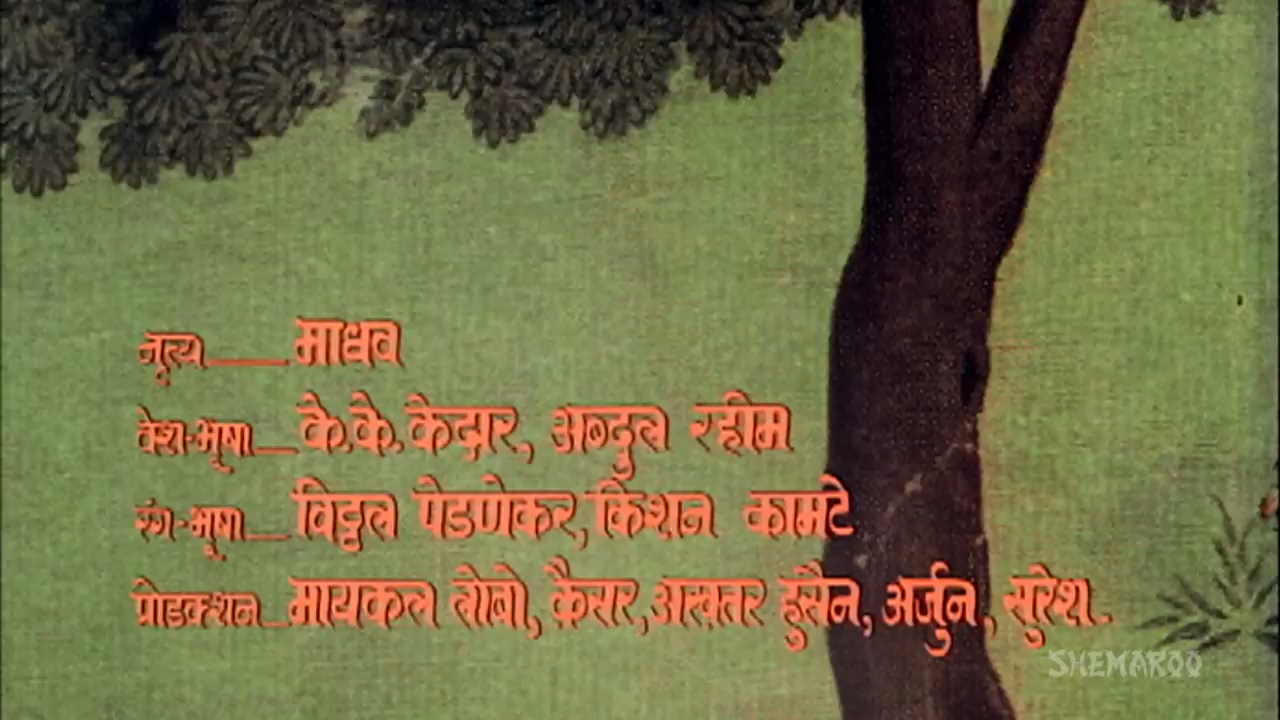 नृत्य — माधव
वेश-भूषा — के. के. केदार, अब्दुल रहीम
रंग-भूषा — विठ्ठल पेडणेकर, किशन कामटे
प्रोडक्शन — मायकल लोबो, क़ैसर, अख़तर हुसैन, अर्जुन, सुरेश.
SHEMAROO